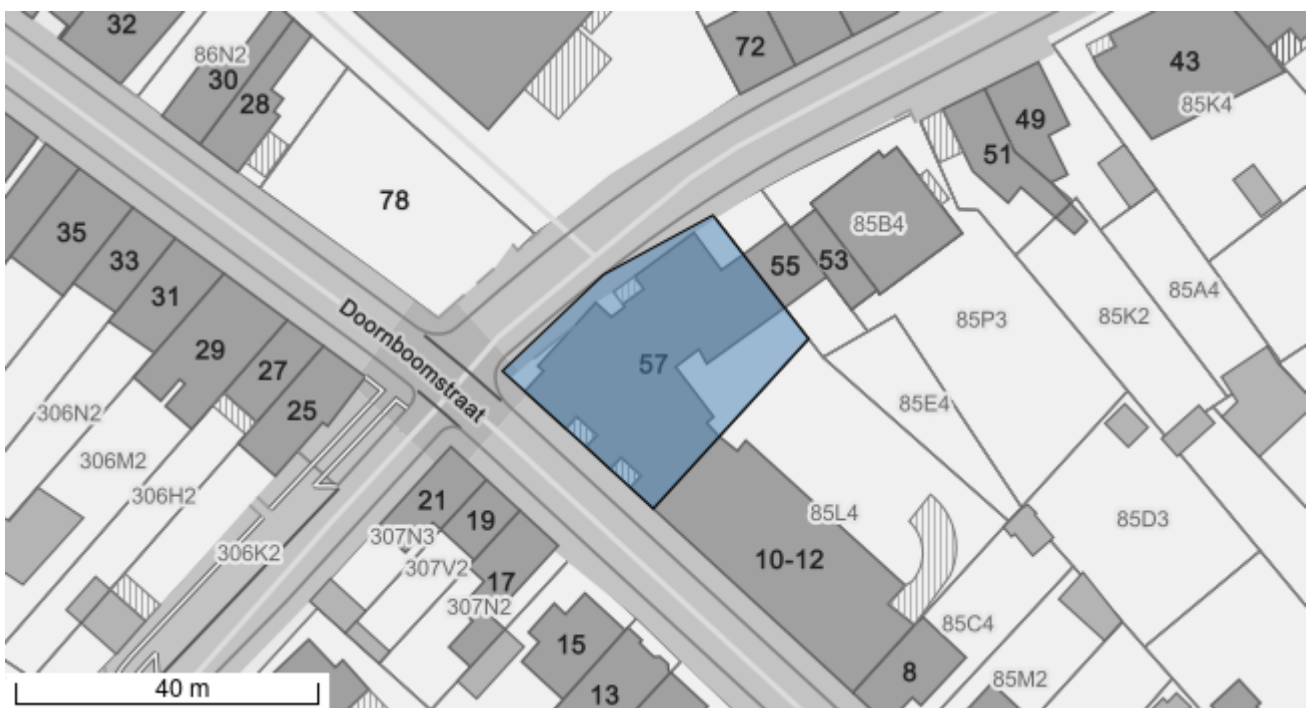 32
86N2
30
28
72
43
85K4
49
51
78
35
33
31
29
27
25
Doornboomstraat
85B4
55
53
57
85P3
85K2
85A4
85E4
306N2
306M2
306H2
306K2
21
19
17
307N3
307V2
307N2
85L4
10-12
85D3
85C4
85M2
15
13
8
40 m